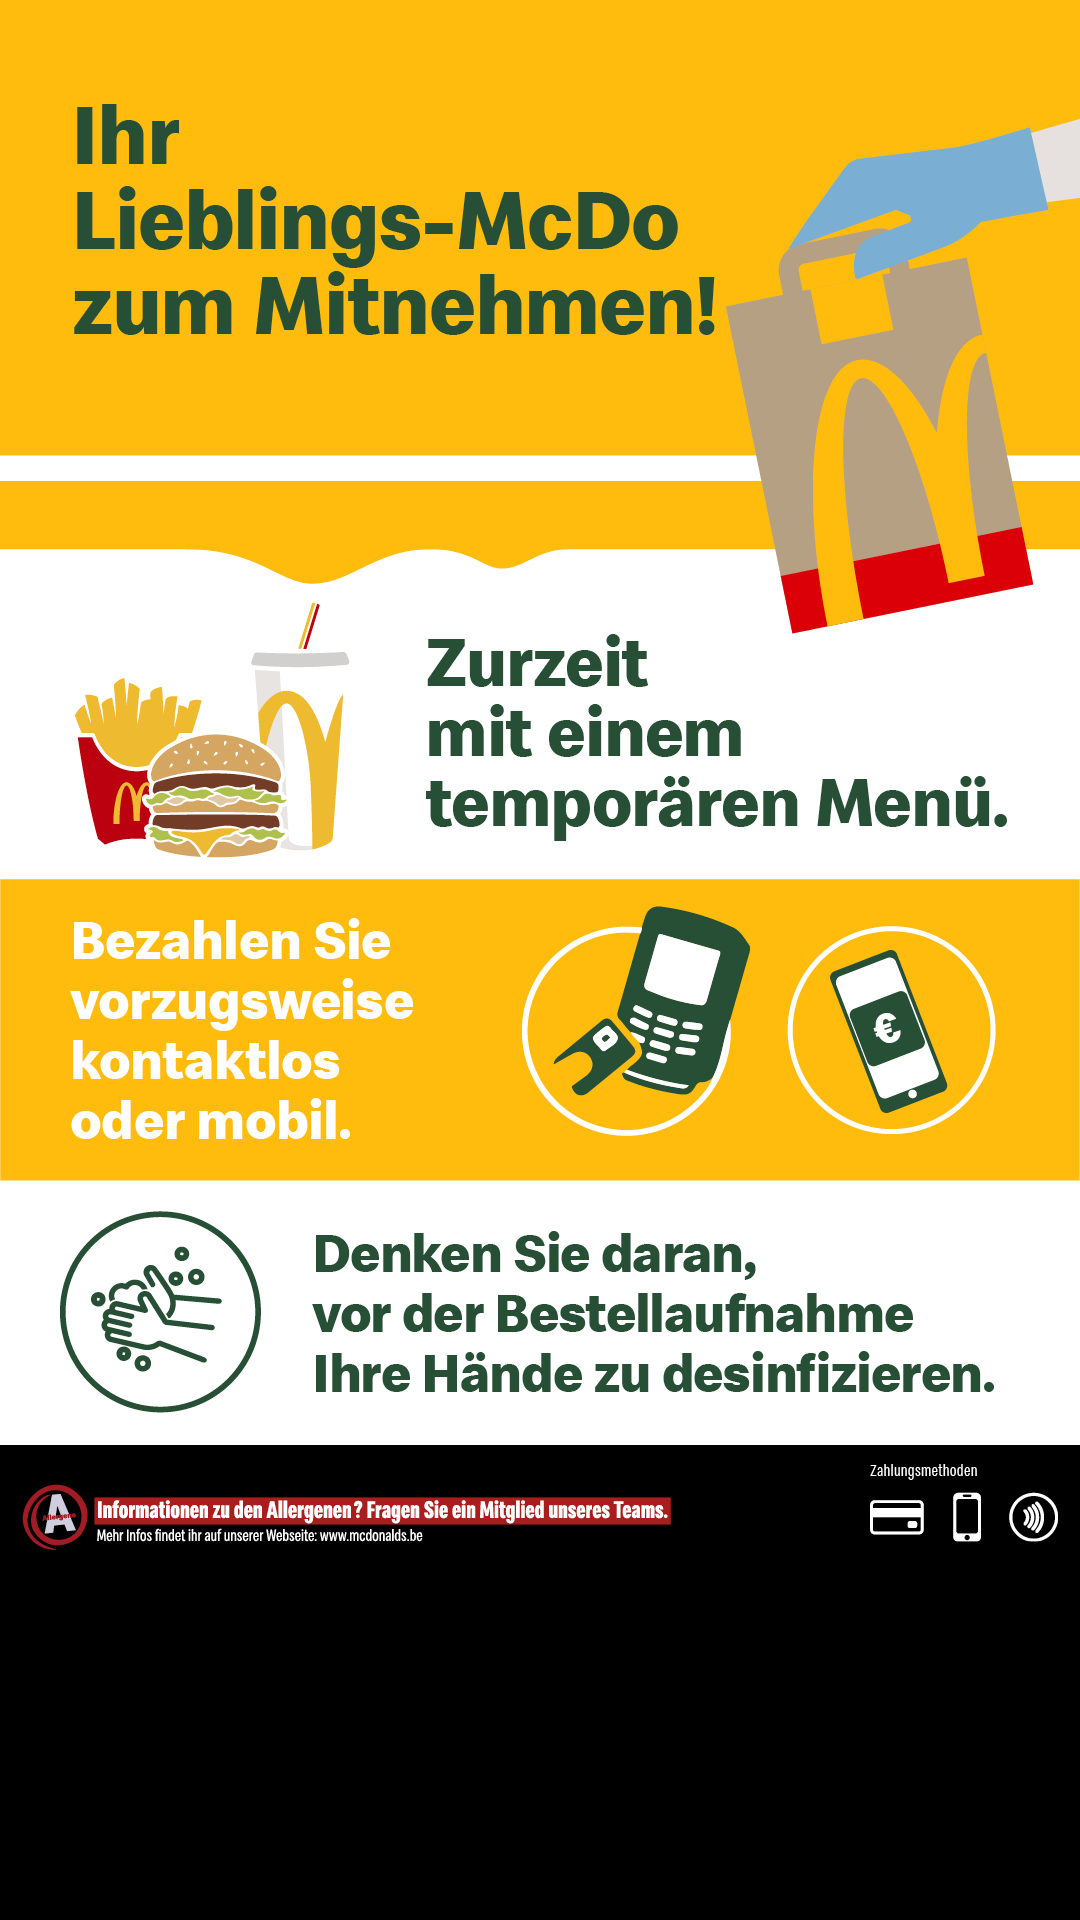 Ihr
Lieblings-McDo
zum Mitnehmen!
Zurzeit
mit einem
temporären Menü.
Bezahlen Sie
vorzugsweise
kontaktlos
oder mobil.
€
Denken Sie daran,
vor der Bestellaufnahme
Ihre Hände zu desinfizieren.
Zahlungsmethoden
A
Allergens
Informationen zu den Allergenen? Fragen Sie ein Mitglied unseres Teams.
Mehr Infos findet ihr auf unserer Webseite: www.mcdonalds.be